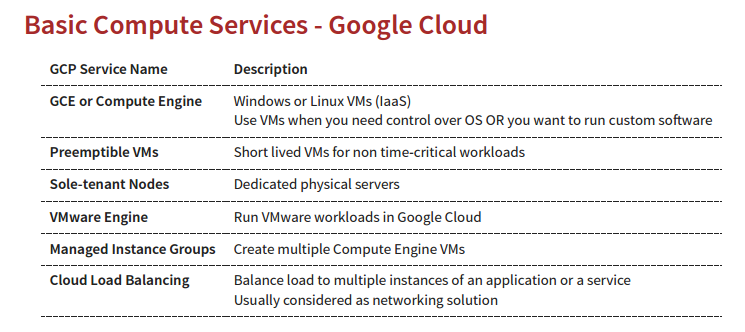 Basic Compute Services - Google Cloud
GCP Service Name Description
GCE or Compute Engine Windows or Linux VMs (IaaS)
Use VMs when you need control over OS OR you want to run custom software
Preemptible VMs Short lived VMs for non time-critical workloads
Sole-tenant Nodes Dedicated physical servers
VMware Engine Run VMware workloads in Google Cloud
Managed Instance Groups Create multiple Compute Engine VMs
Cloud Load Balancing Balance load to multiple instances of an application or a service
Usually considered as networking solution